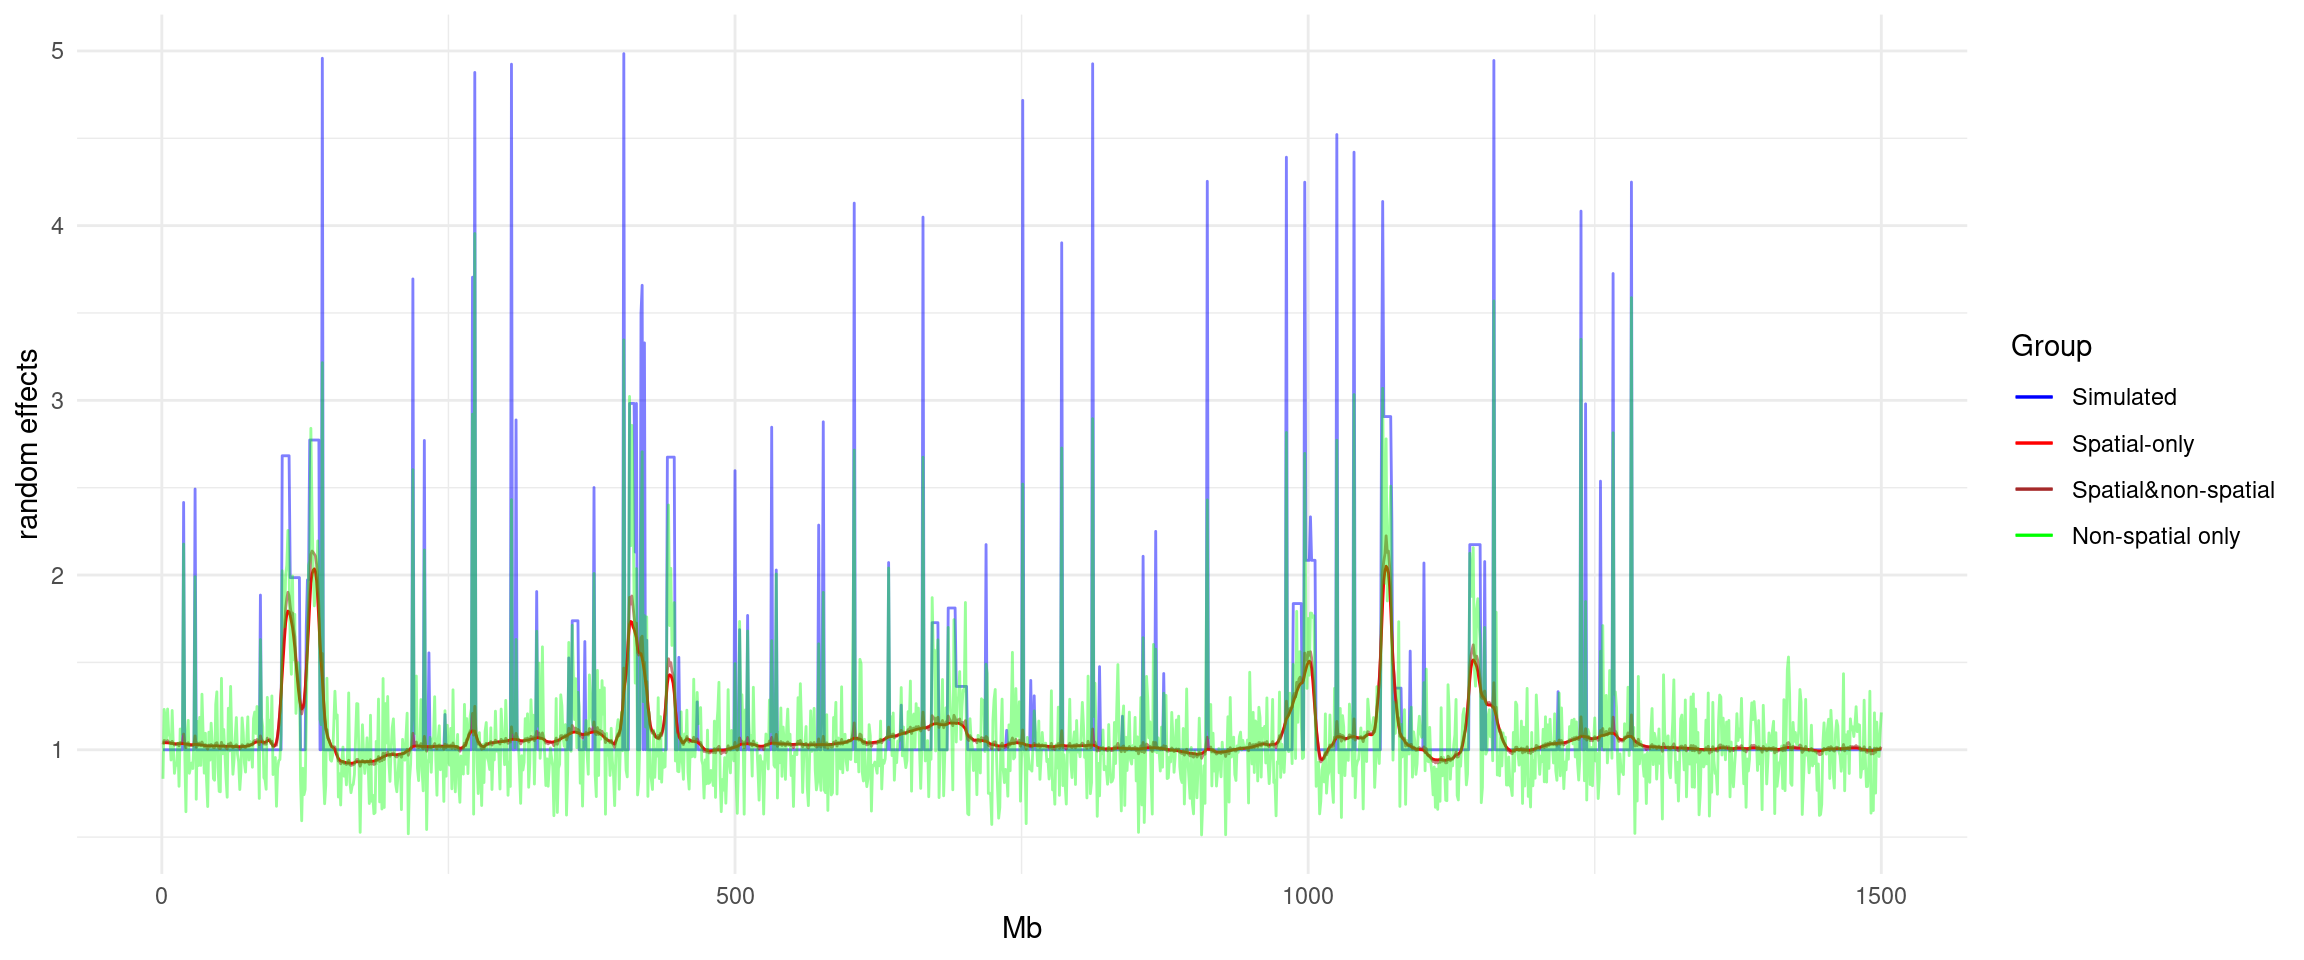 5
4
3
2
1
random effects
0
500
1000
1500
Mb
Group
Simulated
Spatial-only
Spatial&non-spatial
Non-spatial only